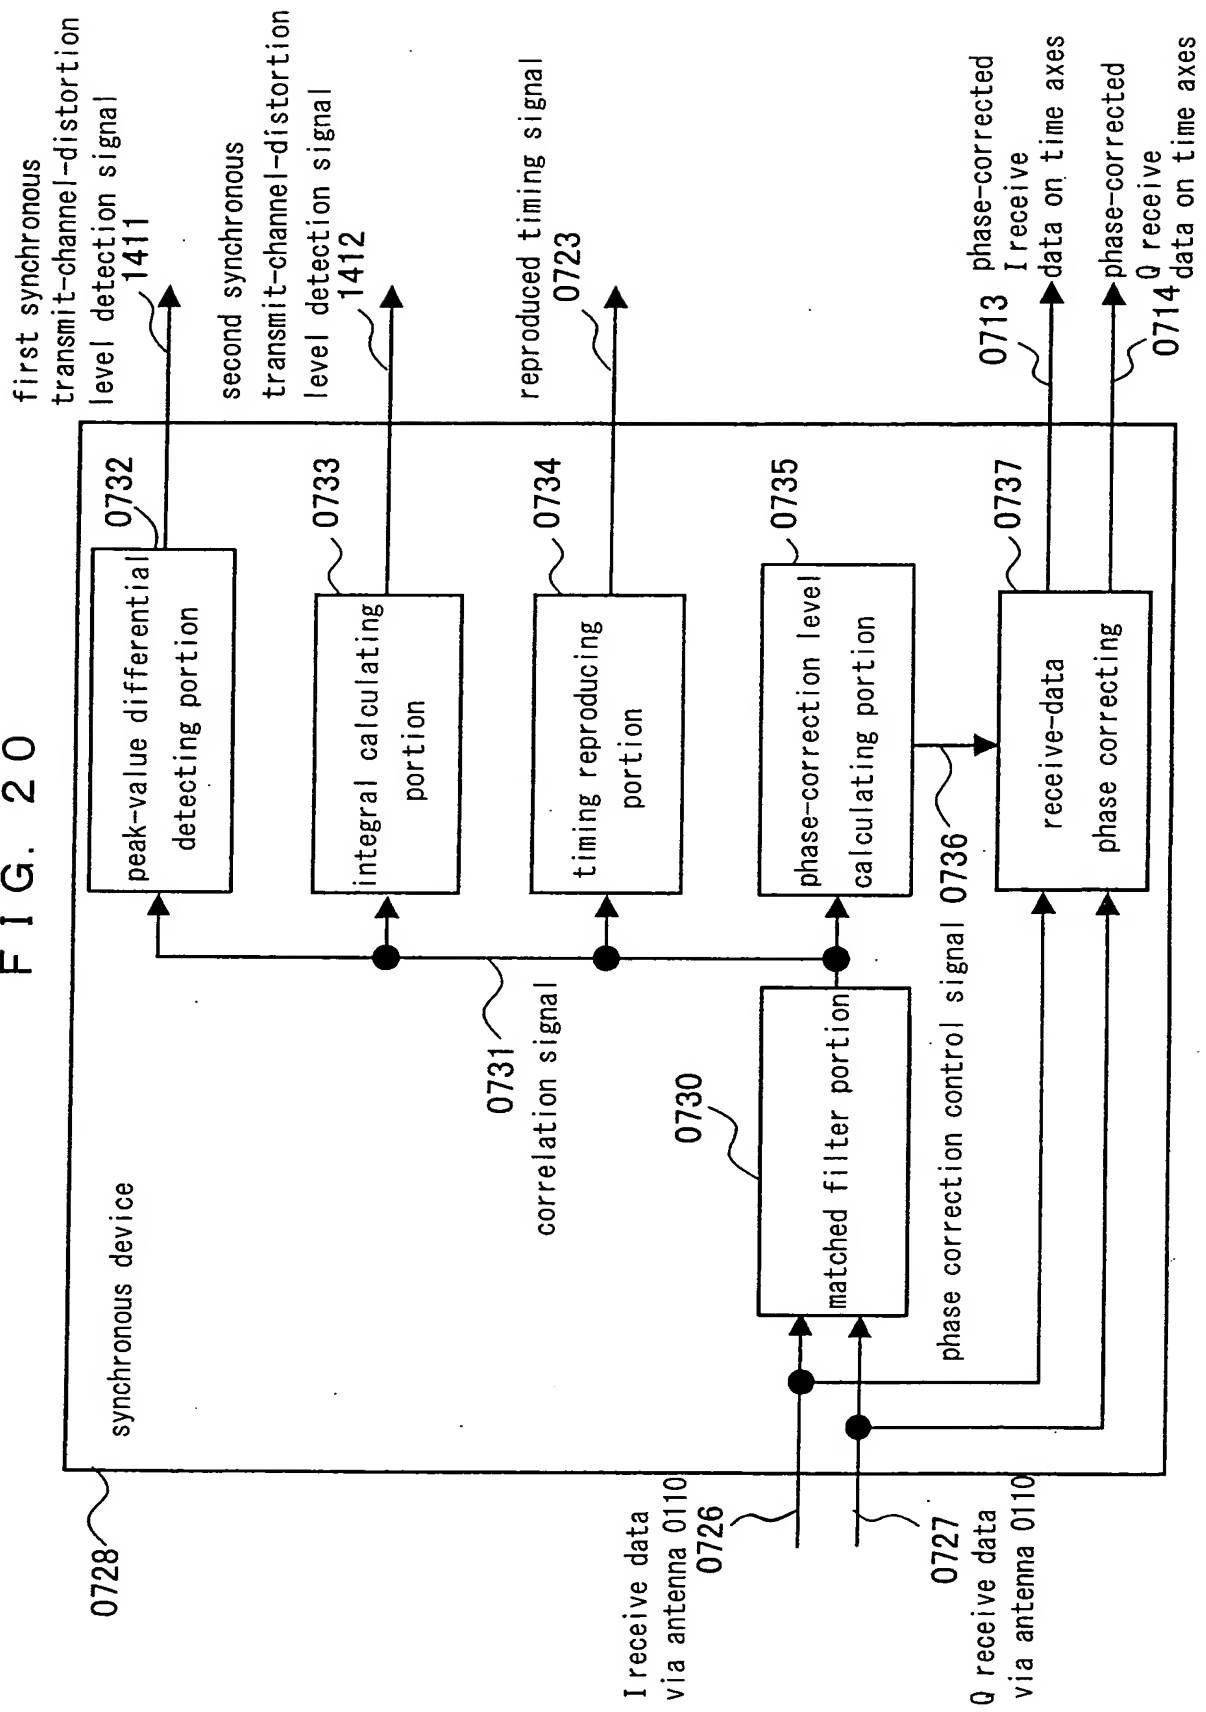 FIG. 20
0728
synchronous device
first synchronous
transmit-channel-distortion
level detection signal
1411
0732
peak-value differential
detecting portion
second synchronous
transmit-channel-distortion
level detection signal
1412
0733
integral calculating
portion
reproduced timing signal
0723
0734
timing reproducing
portion
0731
correlation signal
0735
phase-correction level
calculating portion
0730
matched filter portion
I receive data
via antenna 0110
0726
0727
Q receive data
via antenna 0110
phase correction control signal 0736
0737
receive-data
phase correcting
phase-corrected
I receive
data on time axes
0713
phase-corrected
Q receive
data on time axes
0714